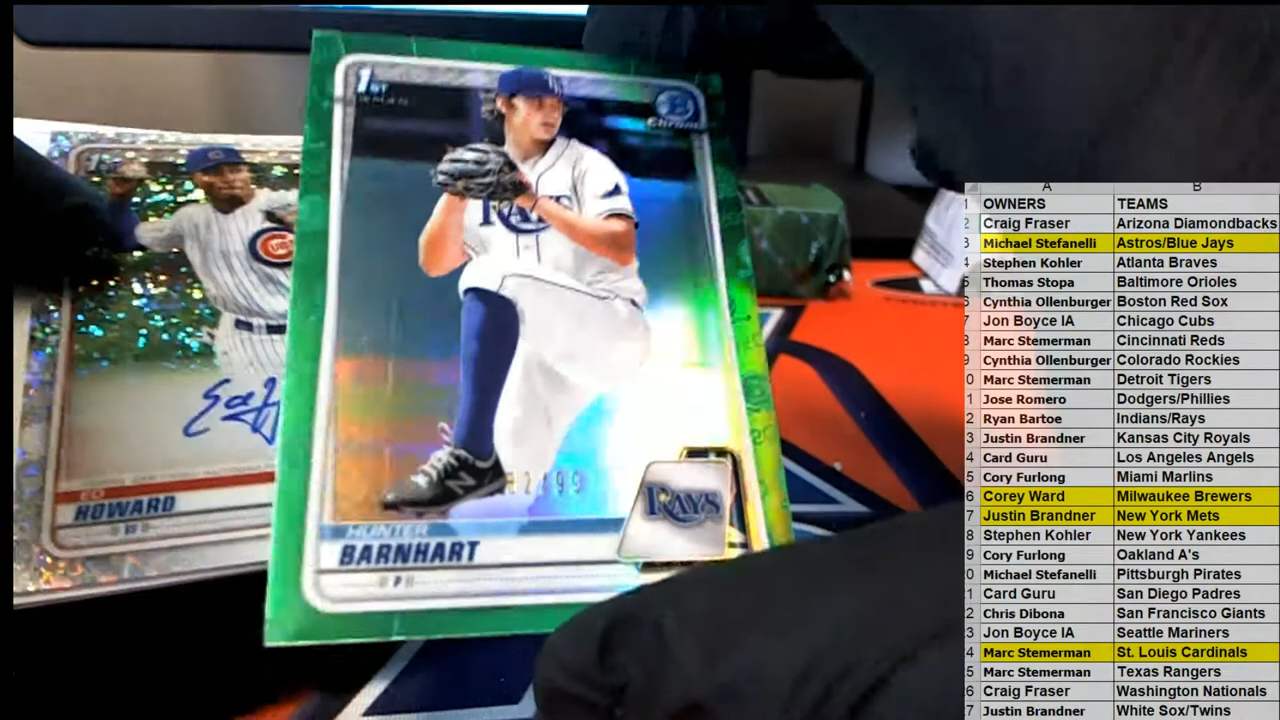 1ST
Chrome
RAYS
CUBS
RAYS
HUNTER
BARNHART
P
ED
HOWARD
SS
A B
OWNERS TEAMS
Craig Fraser Arizona Diamondbacks
Michael Stefanelli Astros/Blue Jays
Stephen Kohler Atlanta Braves
Thomas Stopa Baltimore Orioles
Cynthia Ollenburger Boston Red Sox
Jon Boyce IA Chicago Cubs
Marc Stemerman Cincinnati Reds
Cynthia Ollenburger Colorado Rockies
Marc Stemerman Detroit Tigers
Jose Romero Dodgers/Phillies
Ryan Bartoe Indians/Rays
Justin Brandner Kansas City Royals
Card Guru Los Angeles Angels
Cory Furlong Miami Marlins
Corey Ward Milwaukee Brewers
Justin Brandner New York Mets
Stephen Kohler New York Yankees
Cory Furlong Oakland A's
Michael Stefanelli Pittsburgh Pirates
Card Guru San Diego Padres
Chris Dibona San Francisco Giants
Jon Boyce IA Seattle Mariners
Marc Stemerman St. Louis Cardinals
Marc Stemerman Texas Rangers
Craig Fraser Washington Nationals
Justin Brandner White Sox/Twins